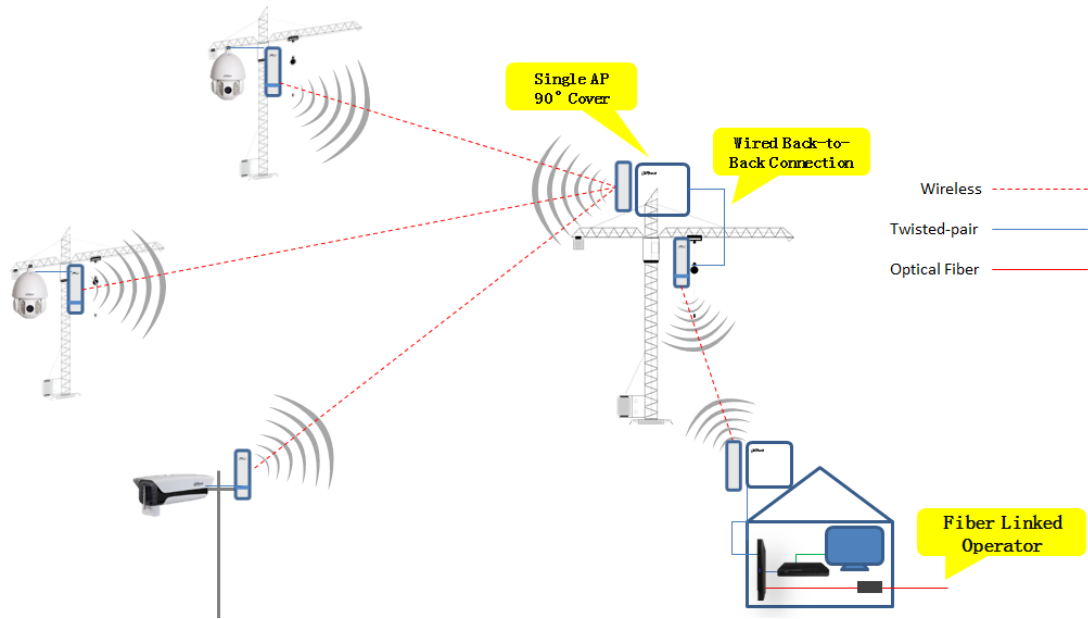 Single AP
90° Cover
Wired Back-to-
Back Connection
Wireless
Twisted-pair
Optical Fiber
Fiber Linked
Operator